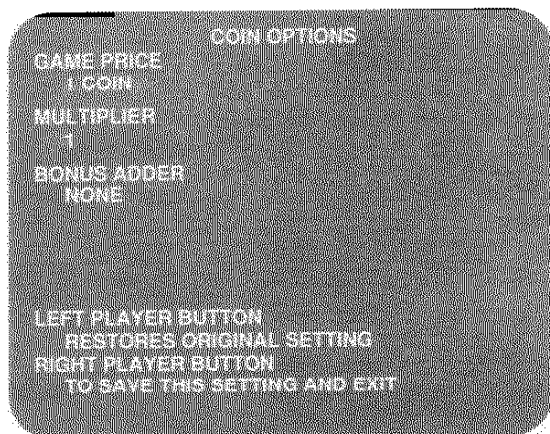 COIN OPTIONS
GAME PRICE
1 COIN
MULTIPLIER
1
BONUS ADDER
NONE
LEFT PLAYER BUTTON
RESTORES ORIGINAL SETTING
RIGHT PLAYER BUTTON
TO SAVE THIS SETTING AND EXIT